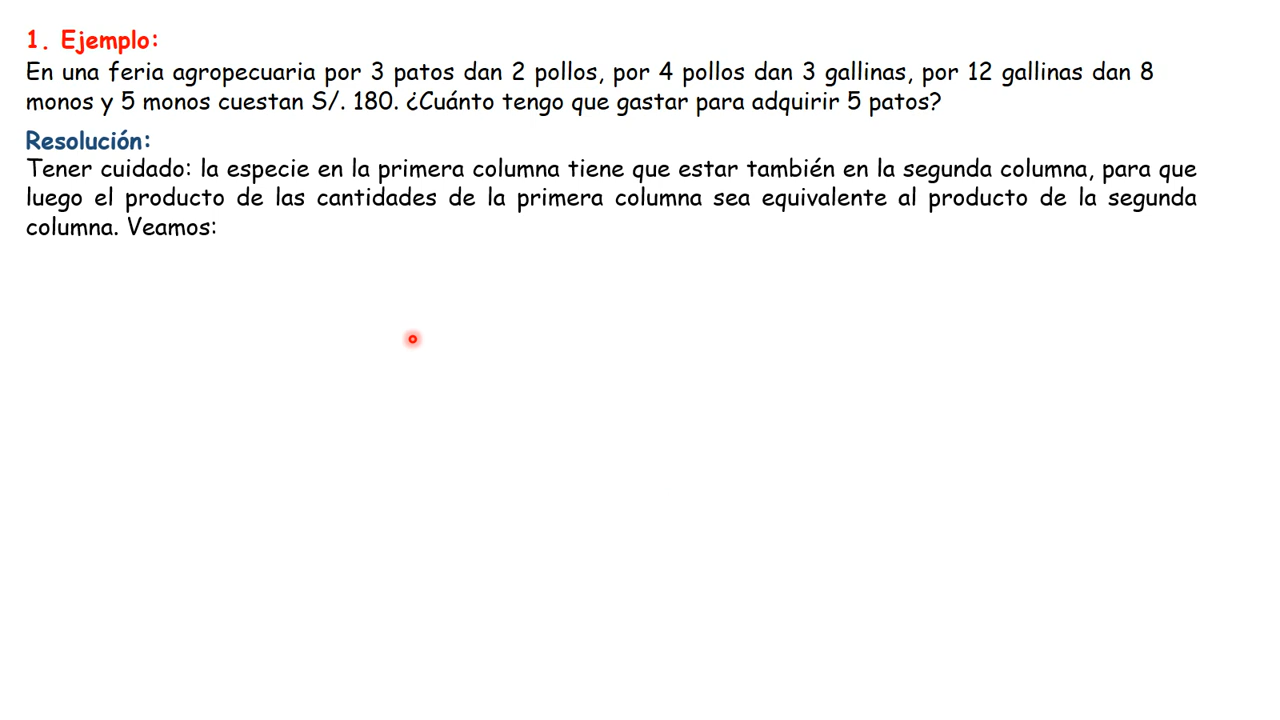 1. Ejemplo:
En una feria agropecuaria por 3 patos dan 2 pollos, por 4 pollos dan 3 gallinas, por 12 gallinas dan 8
monos y 5 monos cuestan S/. 180. ¿Cuánto tengo que gastar para adquirir 5 patos?
Resolución:
Tener cuidado: la especie en la primera columna tiene que estar también en la segunda columna, para que
luego el producto de las cantidades de la primera columna sea equivalente al producto de la segunda
columna. Veamos: